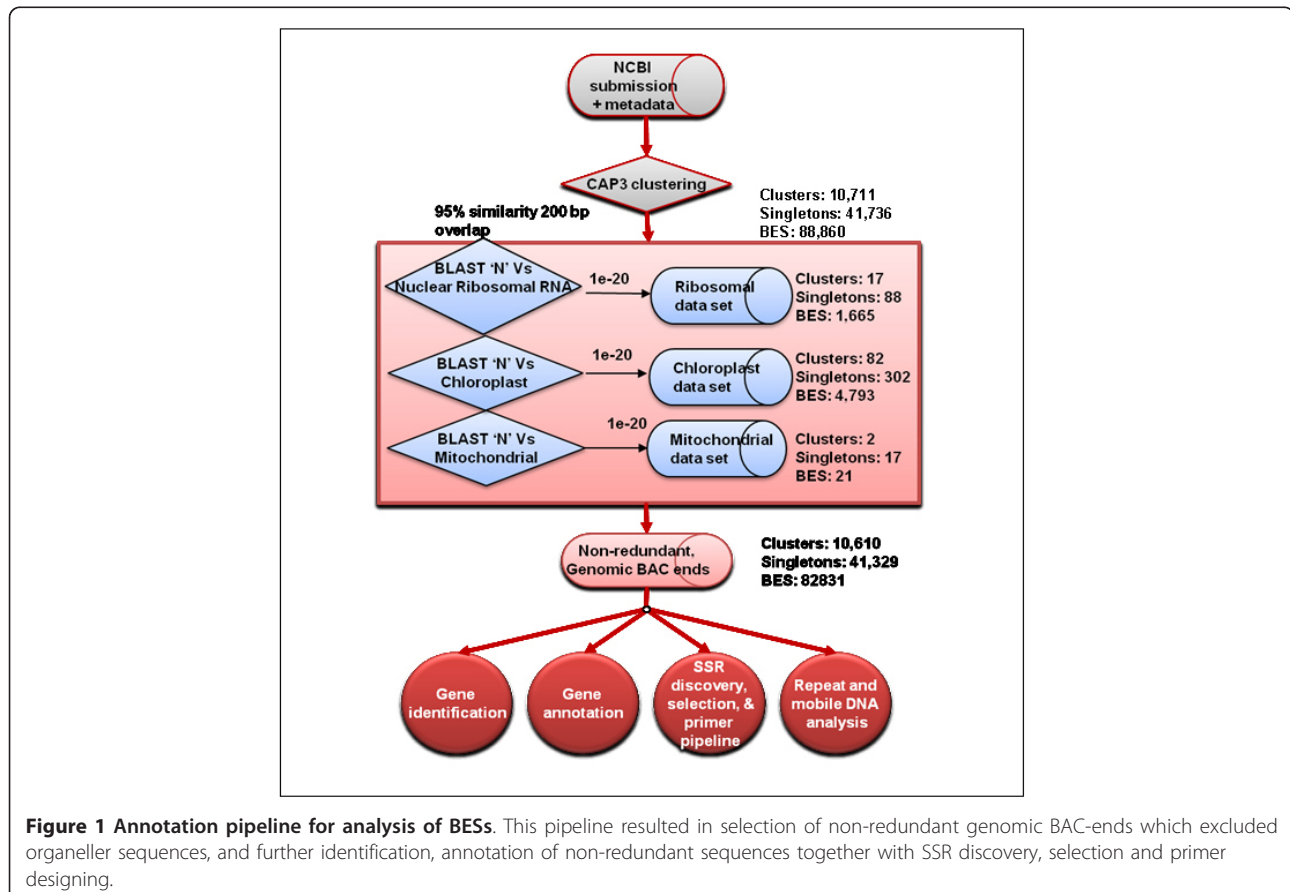 NCBI
submission
+ metadata
CAP3 clustering
Clusters: 10,711
Singletons: 41,736
BES: 88,860
95% similarity 200 bp
overlap
BLAST ‘N’ Vs
Nuclear Ribosomal RNA
1e-20
Ribosomal
data set
Clusters: 17
Singletons: 88
BES: 1,665
BLAST ‘N’ Vs
Chloroplast
1e-20
Chloroplast
data set
Clusters: 82
Singletons: 302
BES: 4,793
BLAST ‘N’ Vs
Mitochondrial
1e-20
Mitochondrial
data set
Clusters: 2
Singletons: 17
BES: 21
Non-redundant,
Genomic BAC ends
Clusters: 10,610
Singletons: 41,329
BES: 82831
Gene
identification
Gene
annotation
SSR
discovery,
selection, &
primer
pipeline
Repeat and
mobile DNA
analysis
Figure 1 Annotation pipeline for analysis of BESs. This pipeline resulted in selection of non-redundant genomic BAC-ends which excluded
organeller sequences, and further identification, annotation of non-redundant sequences together with SSR discovery, selection and primer
designing.